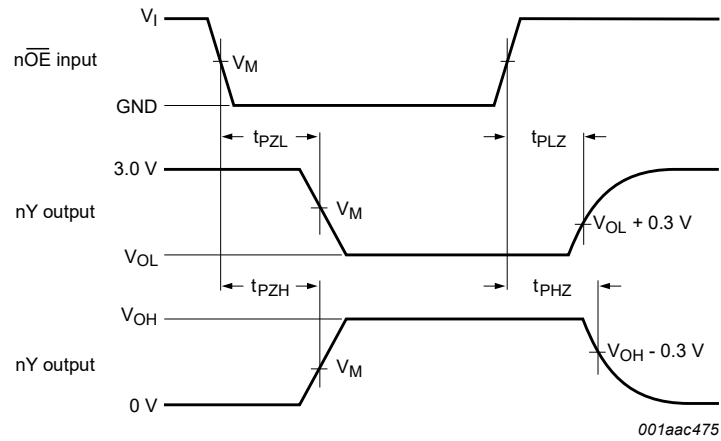 V_I
nO̅E̅ input
V_M
GND
t_PZL
t_PLZ
3.0 V
nY output
V_M
V_OL + 0.3 V
V_OL
t_PZH
t_PHZ
V_OH
nY output
V_M
V_OH - 0.3 V
0 V
001aac475